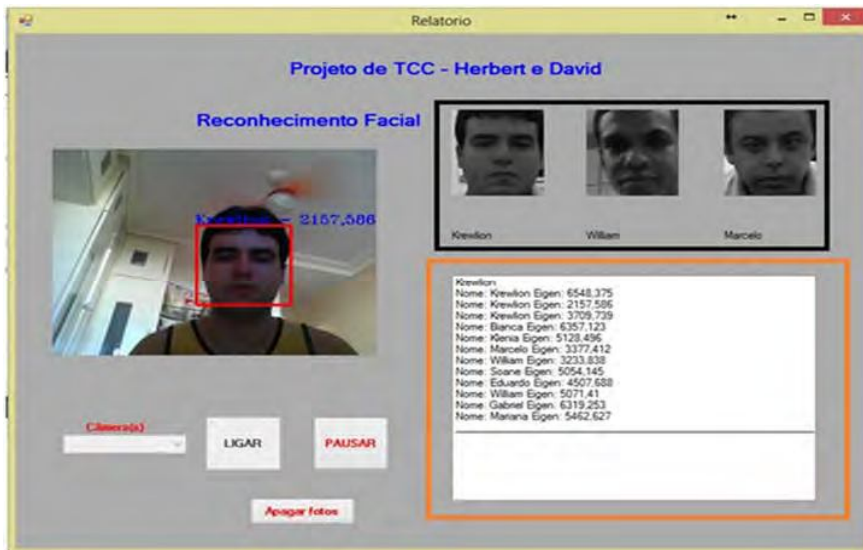 Relatorio
Projeto de TCC - Herbert e David
Reconhecimento Facial
Krewlion - 2157,586
Krewlion
William
Marcelo
Krewlion
Nome: Krewlion Eigen: 6548,375
Nome: Krewlion Eigen: 2157,586
Nome: Krewlion Eigen: 3709,739
Nome: Bianca Eigen: 6357,123
Nome: Klenia Eigen: 5128,496
Nome: Marcelo Eigen: 3377,412
Nome: William Eigen: 3233,838
Nome: Soane Eigen: 5054,145
Nome: Eduardo Eigen: 4507,688
Nome: William Eigen: 5071,41
Nome: Gabriel Eigen: 6319,253
Nome: Mariana Eigen: 5462,627
Câmera(s)
LIGAR
PAUSAR
Apagar fotos